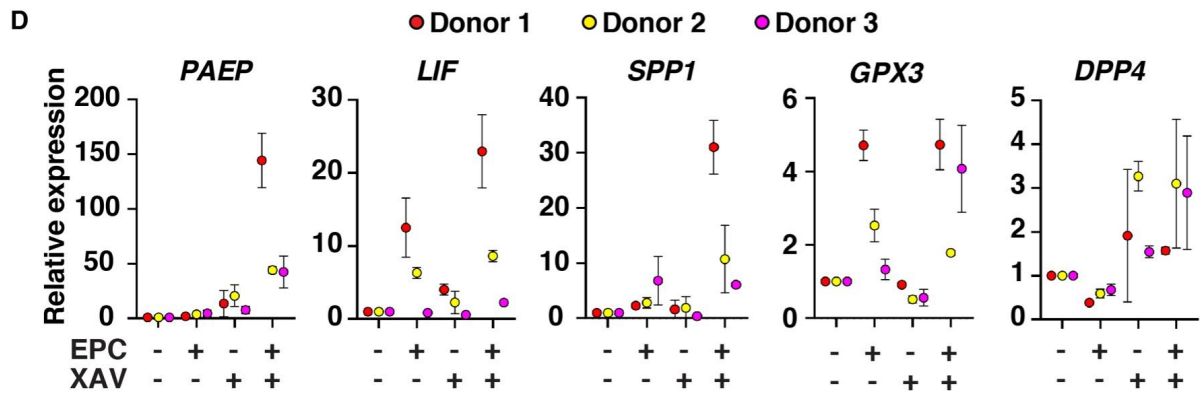 D
Donor 1 Donor 2 Donor 3
PAEP LIF SPP1 GPX3 DPP4
Relative expression
200 150 100 50 0
30 20 10 0
40 30 20 10 0
6 4 2 0
5 4 3 2 1 0
EPC - + - + - + - + - + - + - + - + - + - +
XAV - - + + - - + + - - + + - - + + - - + +